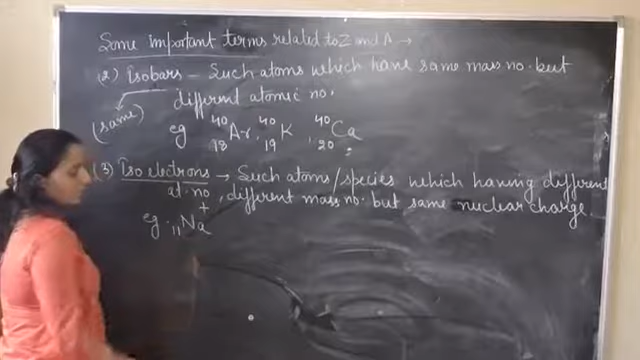 Some important terms related to Z and A →
(2) Isobars - Such atoms which have same mass no. but
different atomic no.
(same)
eg ⁴⁰₁₈Ar ⁴⁰₁₉K ⁴⁰₂₀Ca
(3) Iso electrons → Such atoms/species which having different
at. no, different mass no. but same nuclear charge
eg. ₁₁Na⁺